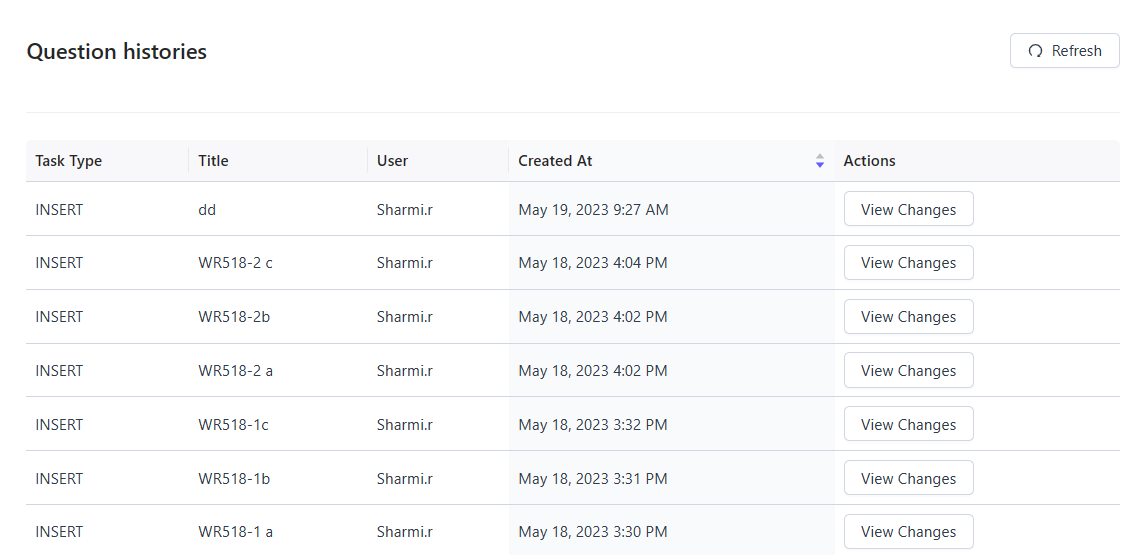 Question histories
Refresh
Task Type Title User Created At Actions
INSERT dd Sharmi.r May 19, 2023 9:27 AM View Changes
INSERT WR518-2 c Sharmi.r May 18, 2023 4:04 PM View Changes
INSERT WR518-2b Sharmi.r May 18, 2023 4:02 PM View Changes
INSERT WR518-2 a Sharmi.r May 18, 2023 4:02 PM View Changes
INSERT WR518-1c Sharmi.r May 18, 2023 3:32 PM View Changes
INSERT WR518-1b Sharmi.r May 18, 2023 3:31 PM View Changes
INSERT WR518-1 a Sharmi.r May 18, 2023 3:30 PM View Changes